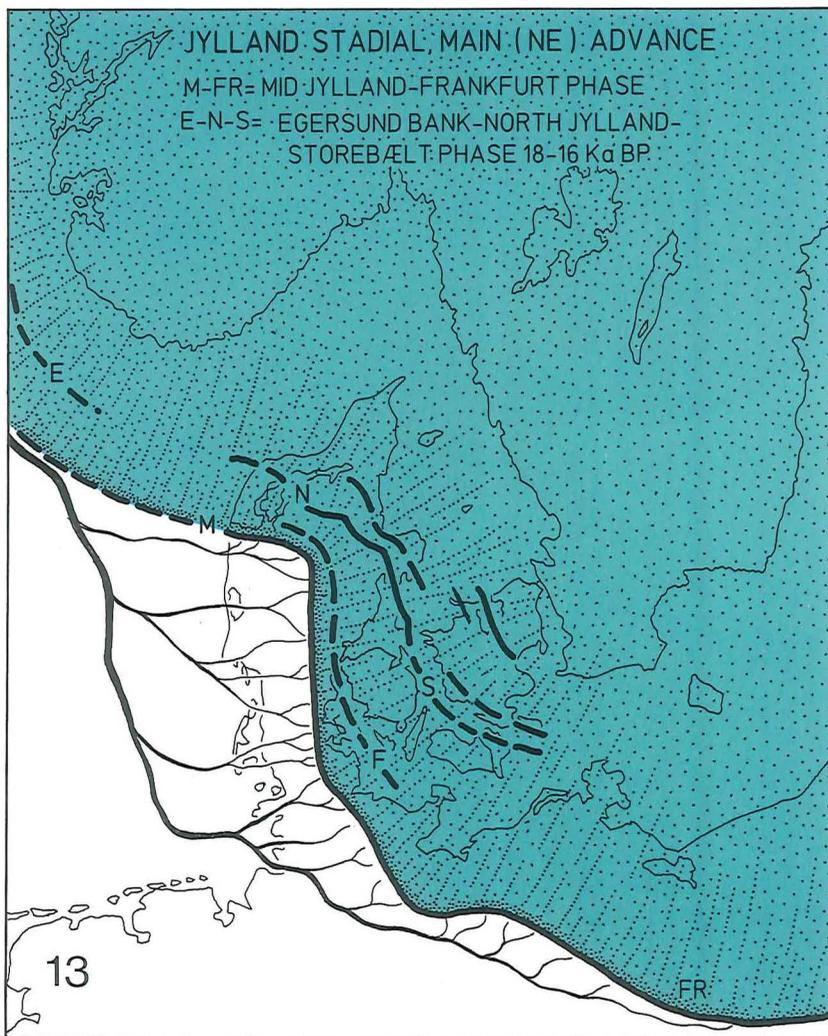 JYLLAND STADIAL, MAIN (NE) ADVANCE
M-FR= MID JYLLAND-FRANKFURT PHASE
E-N-S= EGERSUND BANK-NORTH JYLLAND-
STOREBÆLT PHASE 18-16 Ka BP
E
N
M
S
F
13
FR